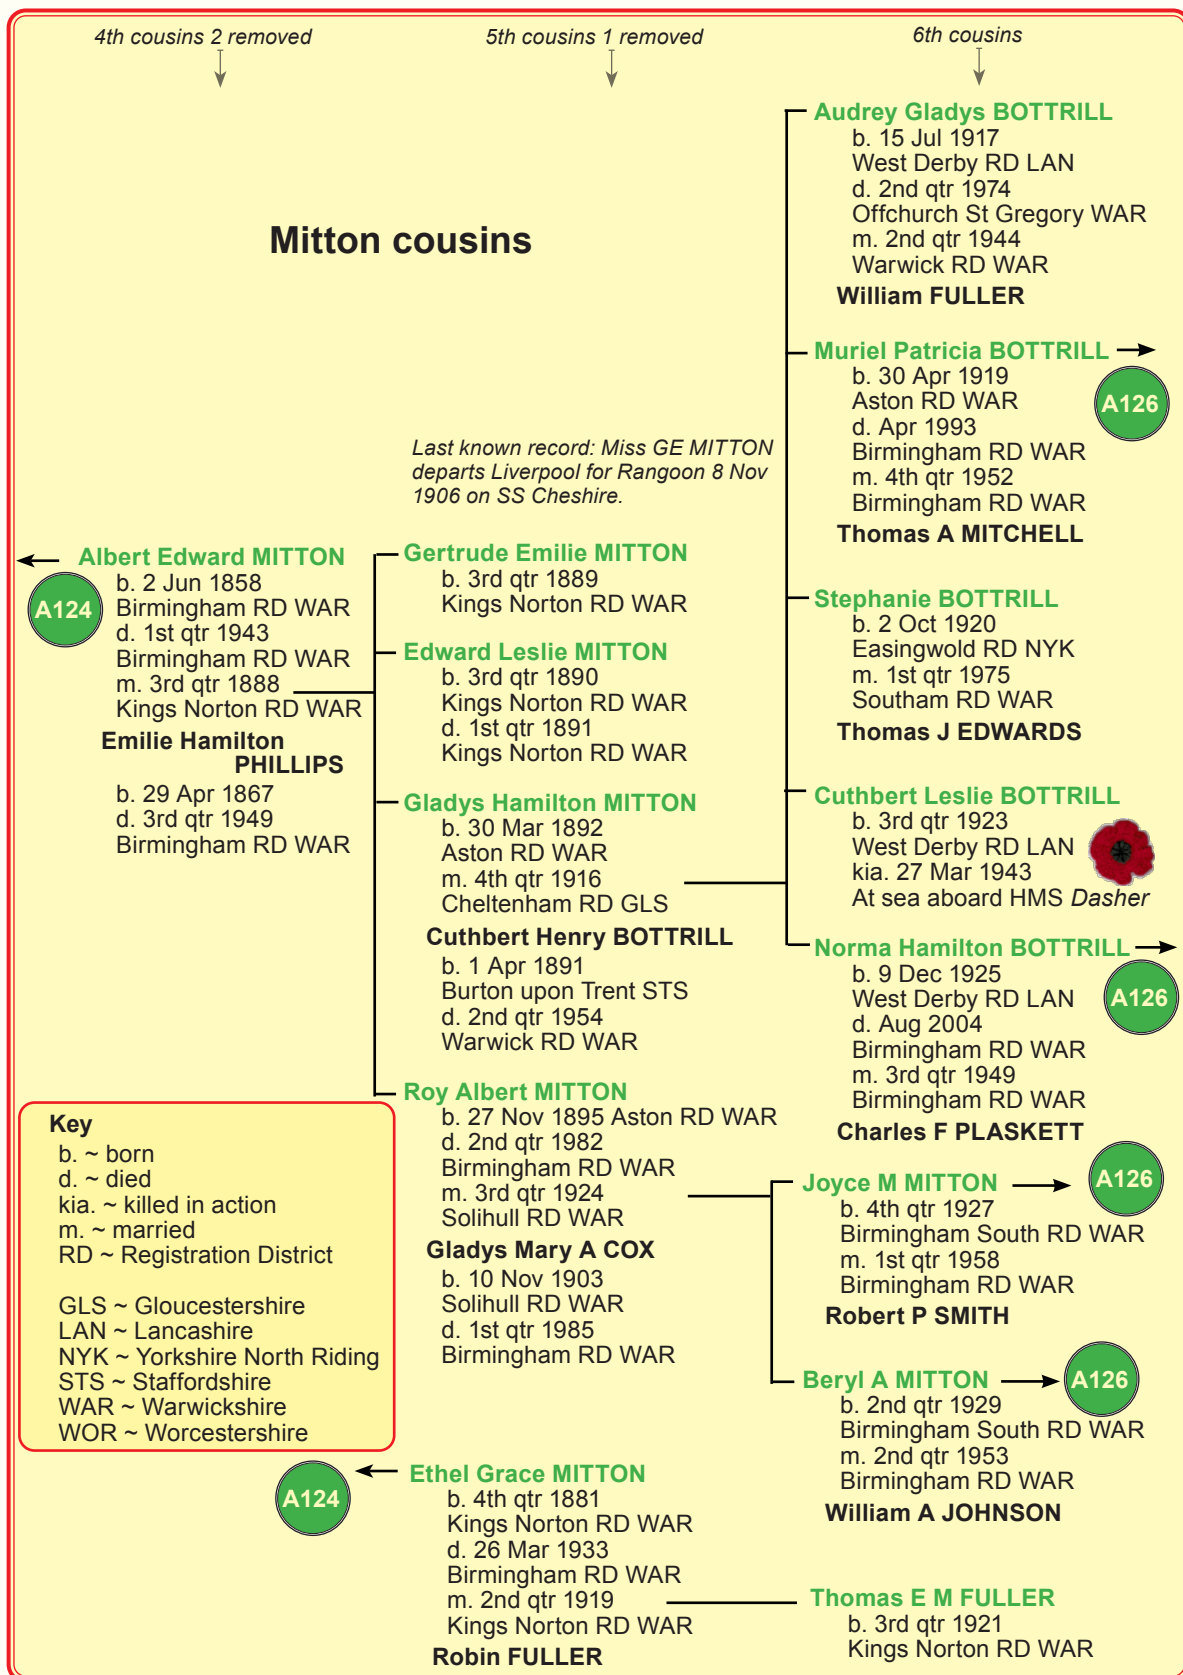 4th cousins 2 removed
5th cousins 1 removed
6th cousins
Mitton cousins
Albert Edward MITTON
A124
b. 2 Jun 1858
Birmingham RD WAR
d. 1st qtr 1943
Birmingham RD WAR
m. 3rd qtr 1888
Kings Norton RD WAR
Emilie Hamilton
PHILLIPS
b. 29 Apr 1867
d. 3rd qtr 1949
Birmingham RD WAR
Last known record: Miss GE MITTON
departs Liverpool for Rangoon 8 Nov
1906 on SS Cheshire.
Gertrude Emilie MITTON
b. 3rd qtr 1889
Kings Norton RD WAR
Edward Leslie MITTON
b. 3rd qtr 1890
Kings Norton RD WAR
d. 1st qtr 1891
Kings Norton RD WAR
Gladys Hamilton MITTON
b. 30 Mar 1892
Aston RD WAR
m. 4th qtr 1916
Cheltenham RD GLS
Cuthbert Henry BOTTRILL
b. 1 Apr 1891
Burton upon Trent STS
d. 2nd qtr 1954
Warwick RD WAR
Roy Albert MITTON
b. 27 Nov 1895 Aston RD WAR
d. 2nd qtr 1982
Birmingham RD WAR
m. 3rd qtr 1924
Solihull RD WAR
Gladys Mary A COX
b. 10 Nov 1903
Solihull RD WAR
d. 1st qtr 1985
Birmingham RD WAR
Ethel Grace MITTON
A124
b. 4th qtr 1881
Kings Norton RD WAR
d. 26 Mar 1933
Birmingham RD WAR
m. 2nd qtr 1919
Kings Norton RD WAR
Robin FULLER
Audrey Gladys BOTTRILL
b. 15 Jul 1917
West Derby RD LAN
d. 2nd qtr 1974
Offchurch St Gregory WAR
m. 2nd qtr 1944
Warwick RD WAR
William FULLER
Muriel Patricia BOTTRILL
A126
b. 30 Apr 1919
Aston RD WAR
d. Apr 1993
Birmingham RD WAR
m. 4th qtr 1952
Birmingham RD WAR
Thomas A MITCHELL
Stephanie BOTTRILL
b. 2 Oct 1920
Easingwold RD NYK
m. 1st qtr 1975
Southam RD WAR
Thomas J EDWARDS
Cuthbert Leslie BOTTRILL
b. 3rd qtr 1923
West Derby RD LAN
kia. 27 Mar 1943
At sea aboard HMS Dasher
Norma Hamilton BOTTRILL
A126
b. 9 Dec 1925
West Derby RD LAN
d. Aug 2004
Birmingham RD WAR
m. 3rd qtr 1949
Birmingham RD WAR
Charles F PLASKETT
Joyce M MITTON
A126
b. 4th qtr 1927
Birmingham South RD WAR
m. 1st qtr 1958
Birmingham RD WAR
Robert P SMITH
Beryl A MITTON
A126
b. 2nd qtr 1929
Birmingham South RD WAR
m. 2nd qtr 1953
Birmingham RD WAR
William A JOHNSON
Thomas E M FULLER
b. 3rd qtr 1921
Kings Norton RD WAR
Key
b. ~ born
d. ~ died
kia. ~ killed in action
m. ~ married
RD ~ Registration District
GLS ~ Gloucestershire
LAN ~ Lancashire
NYK ~ Yorkshire North Riding
STS ~ Staffordshire
WAR ~ Warwickshire
WOR ~ Worcestershire